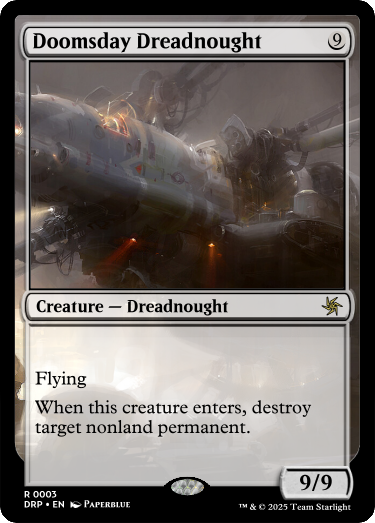 Doomsday Dreadnought 9
Creature — Dreadnought
Flying
When this creature enters, destroy
target nonland permanent.
9/9
R 0003
DRP • EN Paperblue
™ & © 2025 Team Starlight